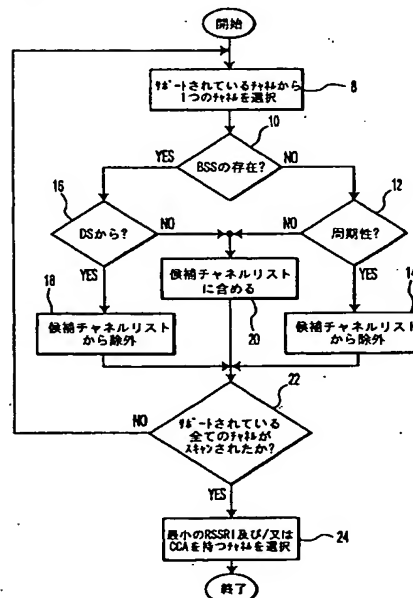 開始
ｻﾎﾟｰﾄされているﾁｬﾈﾙから
1つのﾁｬﾈﾙを選択
8
10
YES
BSSの存在?
NO
16
12
DSから?
NO
NO
周期性?
YES
YES
18
候補チャネルリスト
に含める
14
候補チャネルリスト
から除外
20
候補チャネルリスト
から除外
22
NO
ｻﾎﾟｰﾄされている
全てのﾁｬﾈﾙが
ｽｷｬﾝされたか?
YES
最小のRSSRI及び/又は
CCAを持つﾁｬﾈﾙを選択
24
終了